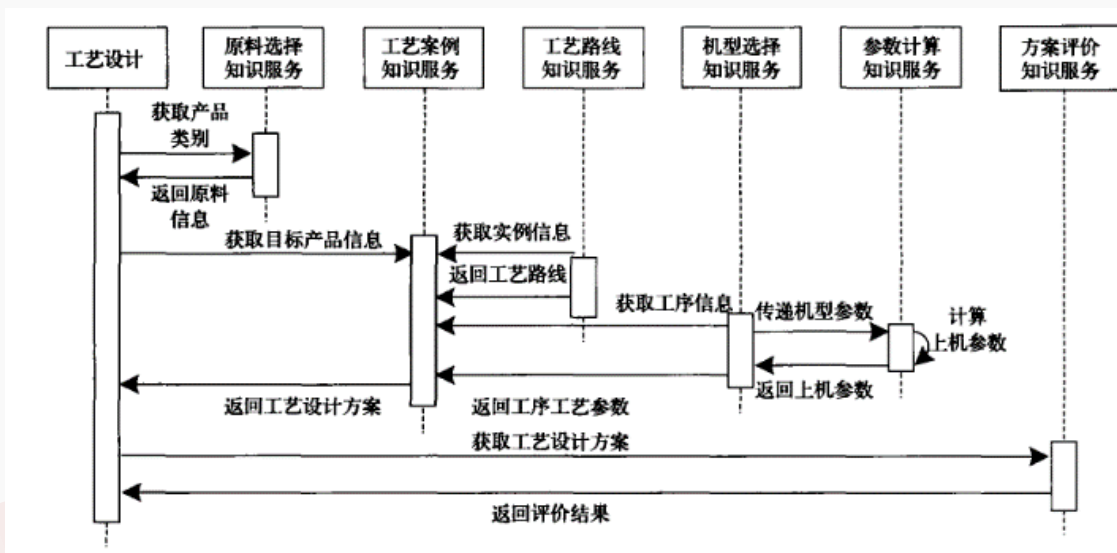 工艺设计
原料选择
知识服务
工艺案例
知识服务
工艺路线
知识服务
机型选择
知识服务
参数计算
知识服务
方案评价
知识服务
获取产品
类别
返回原料
信息
获取目标产品信息
获取实例信息
返回工艺路线
获取工序信息
传递机型参数
计算
上机参数
返回上机参数
返回工艺设计方案
返回工序工艺参数
获取工艺设计方案
返回评价结果